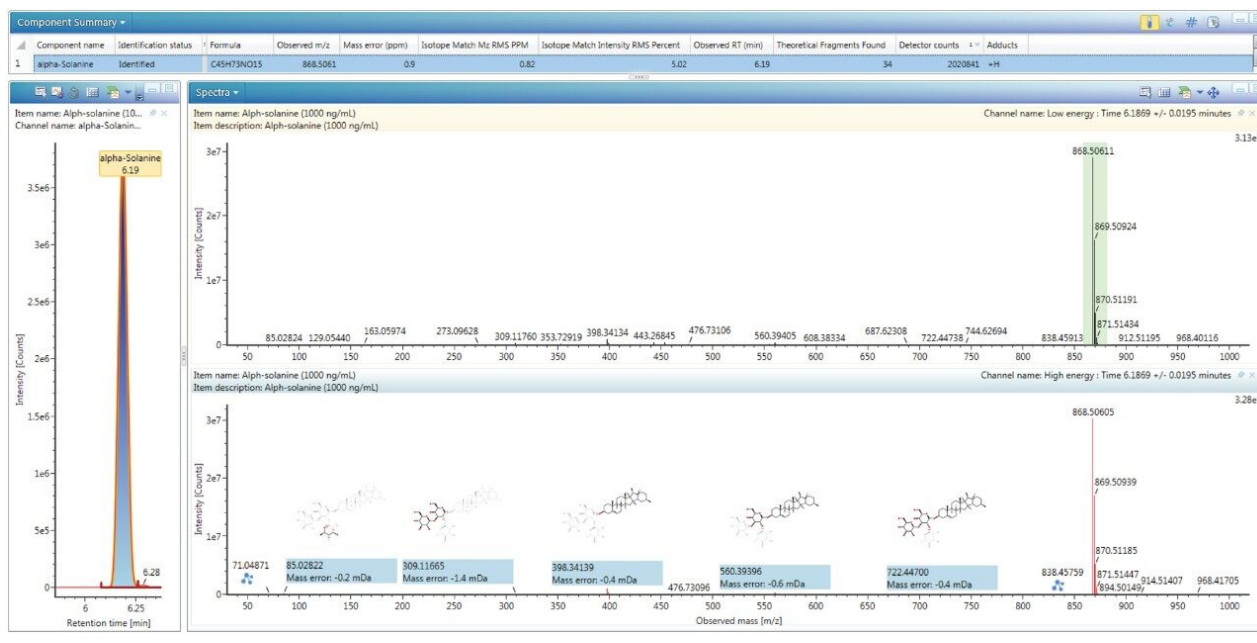 Component Summary
Component name Identification status Formula Observed m/z Mass error (ppm) Isotope Match Mz RMS PPM Isotope Match Intensity RMS Percent Observed RT (min) Theoretical Fragments Found Detector counts Adducts
1 alpha-Solanine Identified C45H73NO15 868.5061 0.9 0.82 5.02 6.19 34 2020841 +H
Item name: Alph-solanine (10...
Channel name: alpha-Solanin...
alpha-Solanine
6.19
3.5e6
3e6
2.5e6
2e6
1.5e6
1e6
5e5
0
Intensity [Counts]
6.28
6 6.25
Retention time [min]
Spectra
Item name: Alph-solanine (1000 ng/mL) Channel name: Low energy : Time 6.1869 +/- 0.0195 minutes
Item description: Alph-solanine (1000 ng/mL)
3.13e
3e7
2e7
1e7
0
Intensity [Counts]
868.50611
869.50924
870.51191
871.51434
85.02824 129.05440 163.05974 273.09628 309.11760 353.72919 398.34134 443.26845 476.73106 560.39405 608.38334 687.62308 722.44738 744.62694 838.45913 912.51195 968.40116
50 100 150 200 250 300 350 400 450 500 550 600 650 700 750 800 850 900 950 1000
Item name: Alph-solanine (1000 ng/mL) Channel name: High energy : Time 6.1869 +/- 0.0195 minutes
Item description: Alph-solanine (1000 ng/mL)
3.28e
3e7
2e7
1e7
0
Intensity [Counts]
868.50605
869.50939
870.51185
871.51447
894.50149
914.51407
968.41705
71.04871
85.02822
Mass error: -0.2 mDa
309.11665
Mass error: -1.4 mDa
398.34139
Mass error: -0.4 mDa
476.73096
560.39396
Mass error: -0.6 mDa
722.44700
Mass error: -0.4 mDa
838.45759
50 100 150 200 250 300 350 400 450 500 550 600 650 700 750 800 850 900 950 1000
Observed mass [m/z]